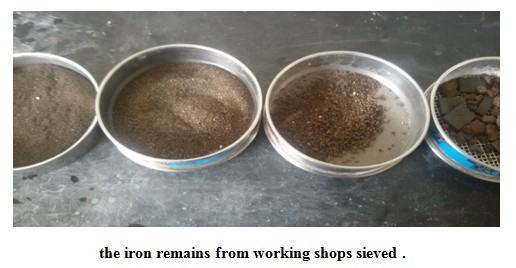 the iron remains from working shops sieved .